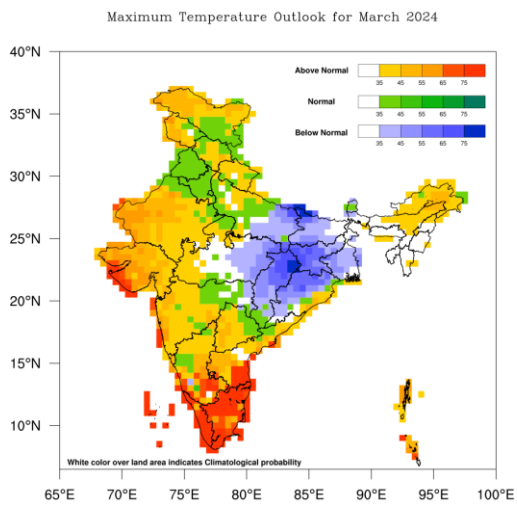 Maximum Temperature Outlook for March 2024
40°N
Above Normal
35 45 55 65 75
35°N
Normal
35 45 55 65 75
Below Normal
35 45 55 65 75
30°N
25°N
20°N
15°N
10°N
White color over land area indicates Climatological probability
65°E 70°E 75°E 80°E 85°E 90°E 95°E 100°E